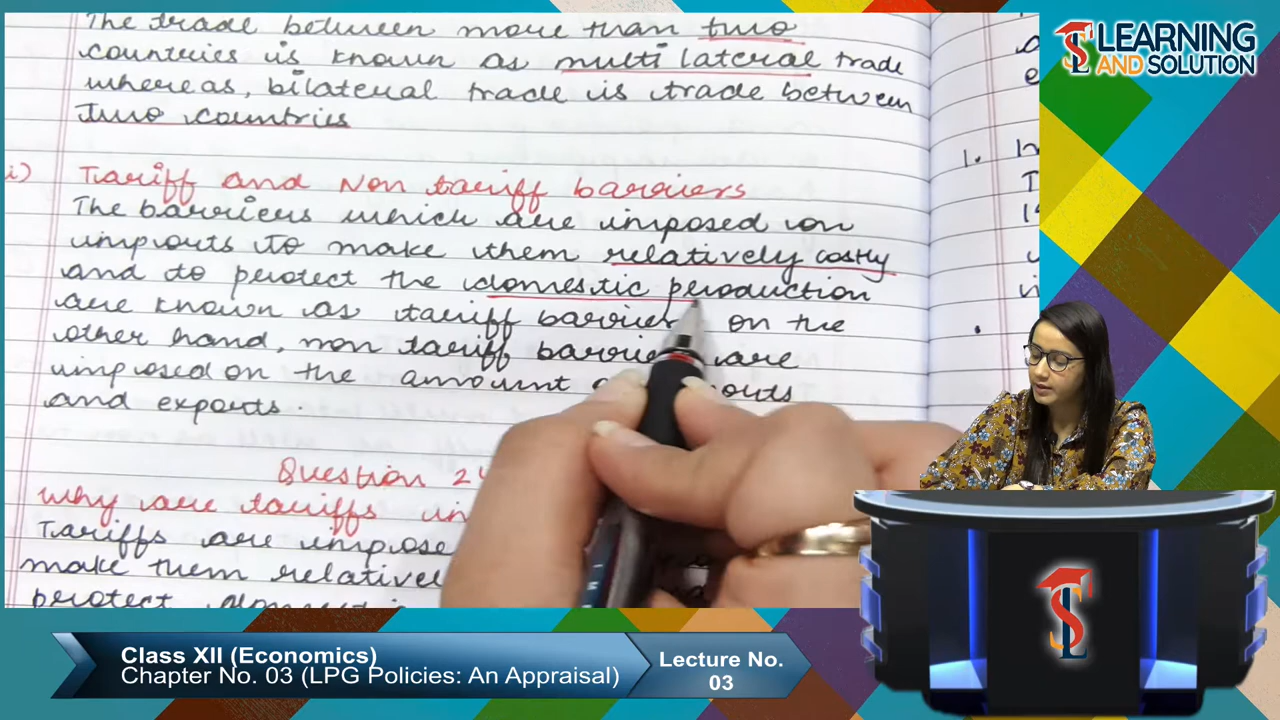 The trade between more than two
countries is known as multi lateral trade
whereas, bilateral trade is trade between
two countries
i) Tariff and Non tariff barriers
The barriers which are imposed on
imports to make them relatively costly
and to protect the domestic production
are known as tariff barrier on the
other hand, non tariff barrie are
imposed on the amount
and exports.
Question 2
why are tariffs
Tariffs are impose
make them relativel
protect
1.
LEARNING
AND SOLUTION
Class XII (Economics)
Chapter No. 03 (LPG Policies: An Appraisal)
Lecture No.
03